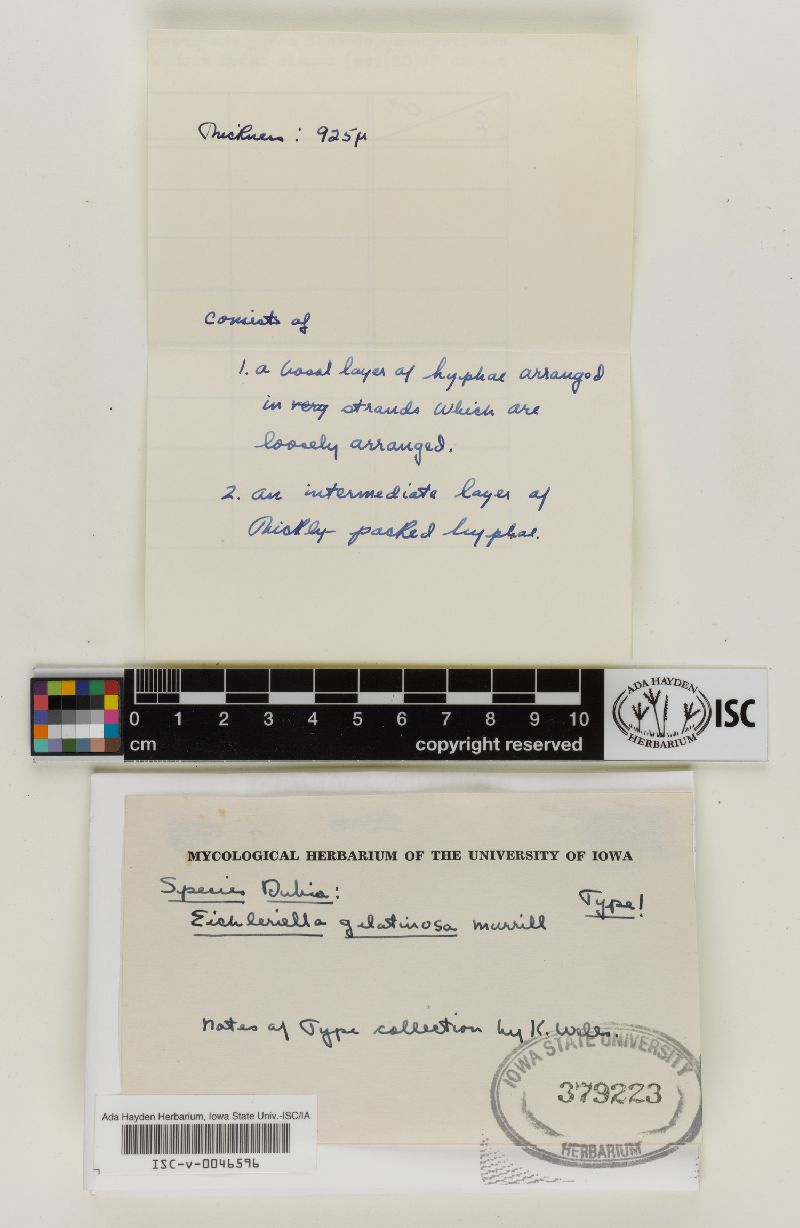 Thickness: 925µ
Consists of
1. a basal layer of hyphae arranged
in very strands which are
loosely arranged.
2. an intermediate layer of
Thickly packed hyphae.
0 1 2 3 4 5 6 7 8 9 10
cm copyright reserved
ADA HAYDEN
HERBARIUM
ISC
MYCOLOGICAL HERBARIUM OF THE UNIVERSITY OF IOWA
Species Dubia:
Type!
Eichleriella gelatinosa Murrill
Notes of Type collection by K. Wells.
IOWA STATE UNIVERSITY
379223
HERBARIUM
Ada Hayden Herbarium, Iowa State Univ.-ISC/IA
ISC-v-0046596